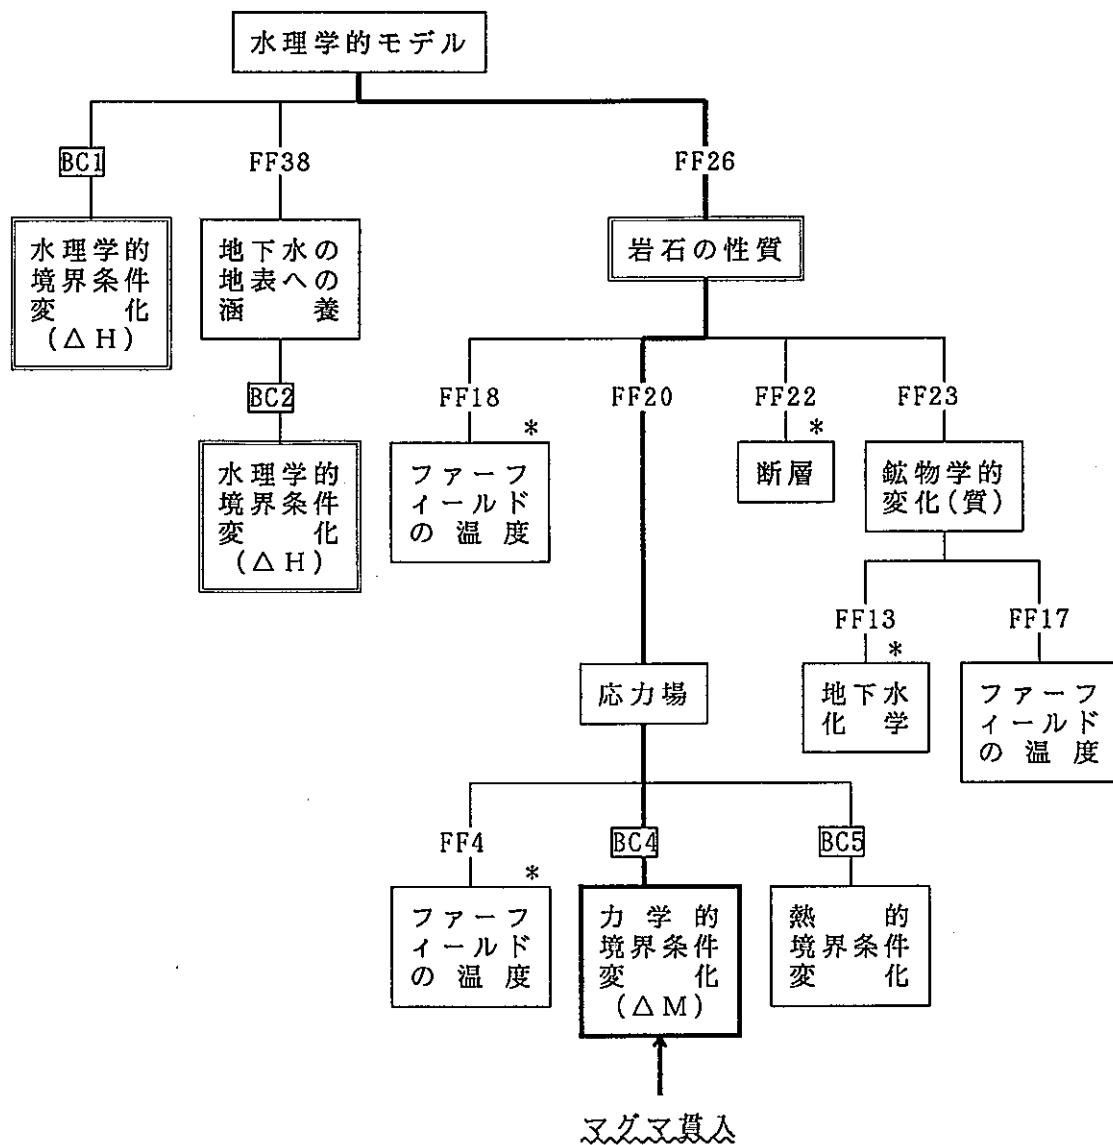 水理学的モデル
BC1
FF38
FF26
水理学的
境界条件
変化
(△H)
地下水の
地表への
涵養
岩石の性質
BC2
FF18
FF20
FF22
FF23
水理学的
境界条件
変化
(△H)
*
ファーフ
ィールド
の温度
*
断層
鉱物学的
変化(質)
FF13
FF17
応力場
*
地下水
化学
ファーフ
ィールド
の温度
FF4
BC4
BC5
*
ファーフ
ィールド
の温度
力学的
境界条件
変化
(△M)
熱的
境界条件
変化
マグマ貫入